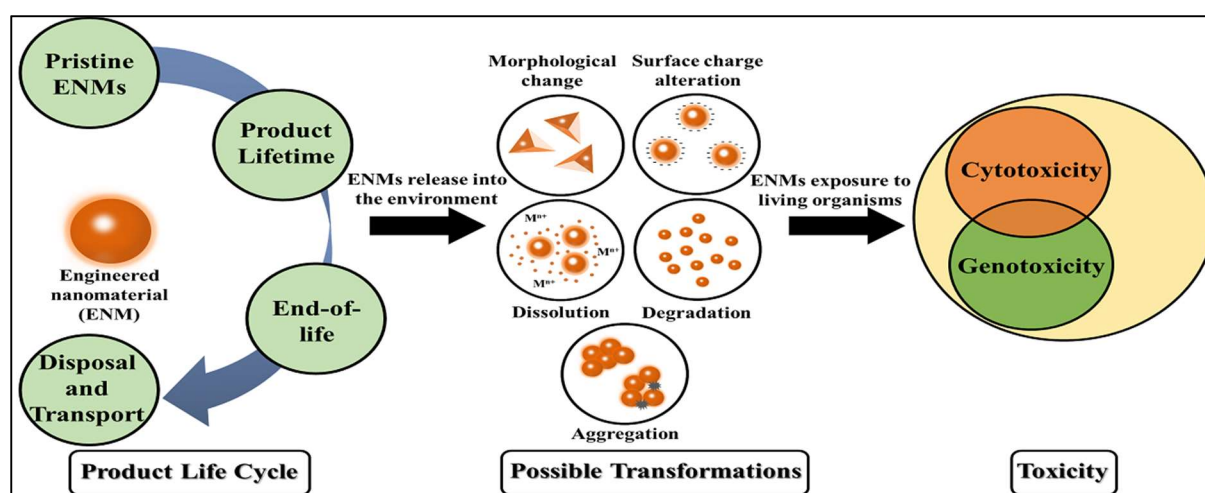 Pristine
ENMs
Product
Lifetime
Engineered
nanomaterial
(ENM)
End-of-
life
Disposal
and
Transport
Product Life Cycle
ENMs release into
the environment
Morphological
change
Surface charge
alteration
Mⁿ⁺
Mⁿ⁺
Mⁿ⁺
Dissolution
Degradation
Aggregation
Possible Transformations
ENMs exposure to
living organisms
Cytotoxicity
Genotoxicity
Toxicity